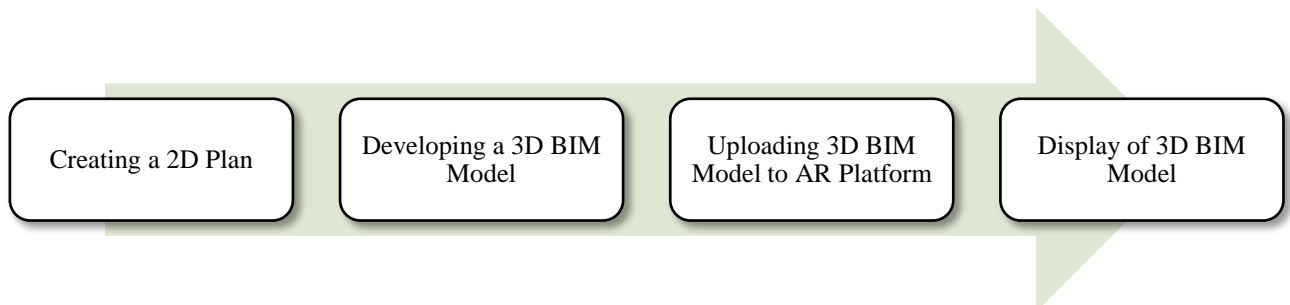 Creating a 2D Plan
Developing a 3D BIM
Model
Uploading 3D BIM
Model to AR Platform
Display of 3D BIM
Model